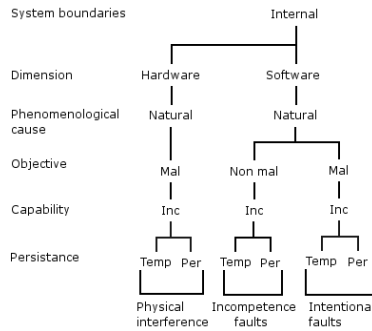 System boundaries Internal
Dimension Hardware Software
Phenomenological cause Natural Natural
Objective Mal Non mal Mal
Capability Inc Inc Inc
Persistance Temp Per Temp Per Temp Per
Physical interference Incompetence faults Intentiona faults